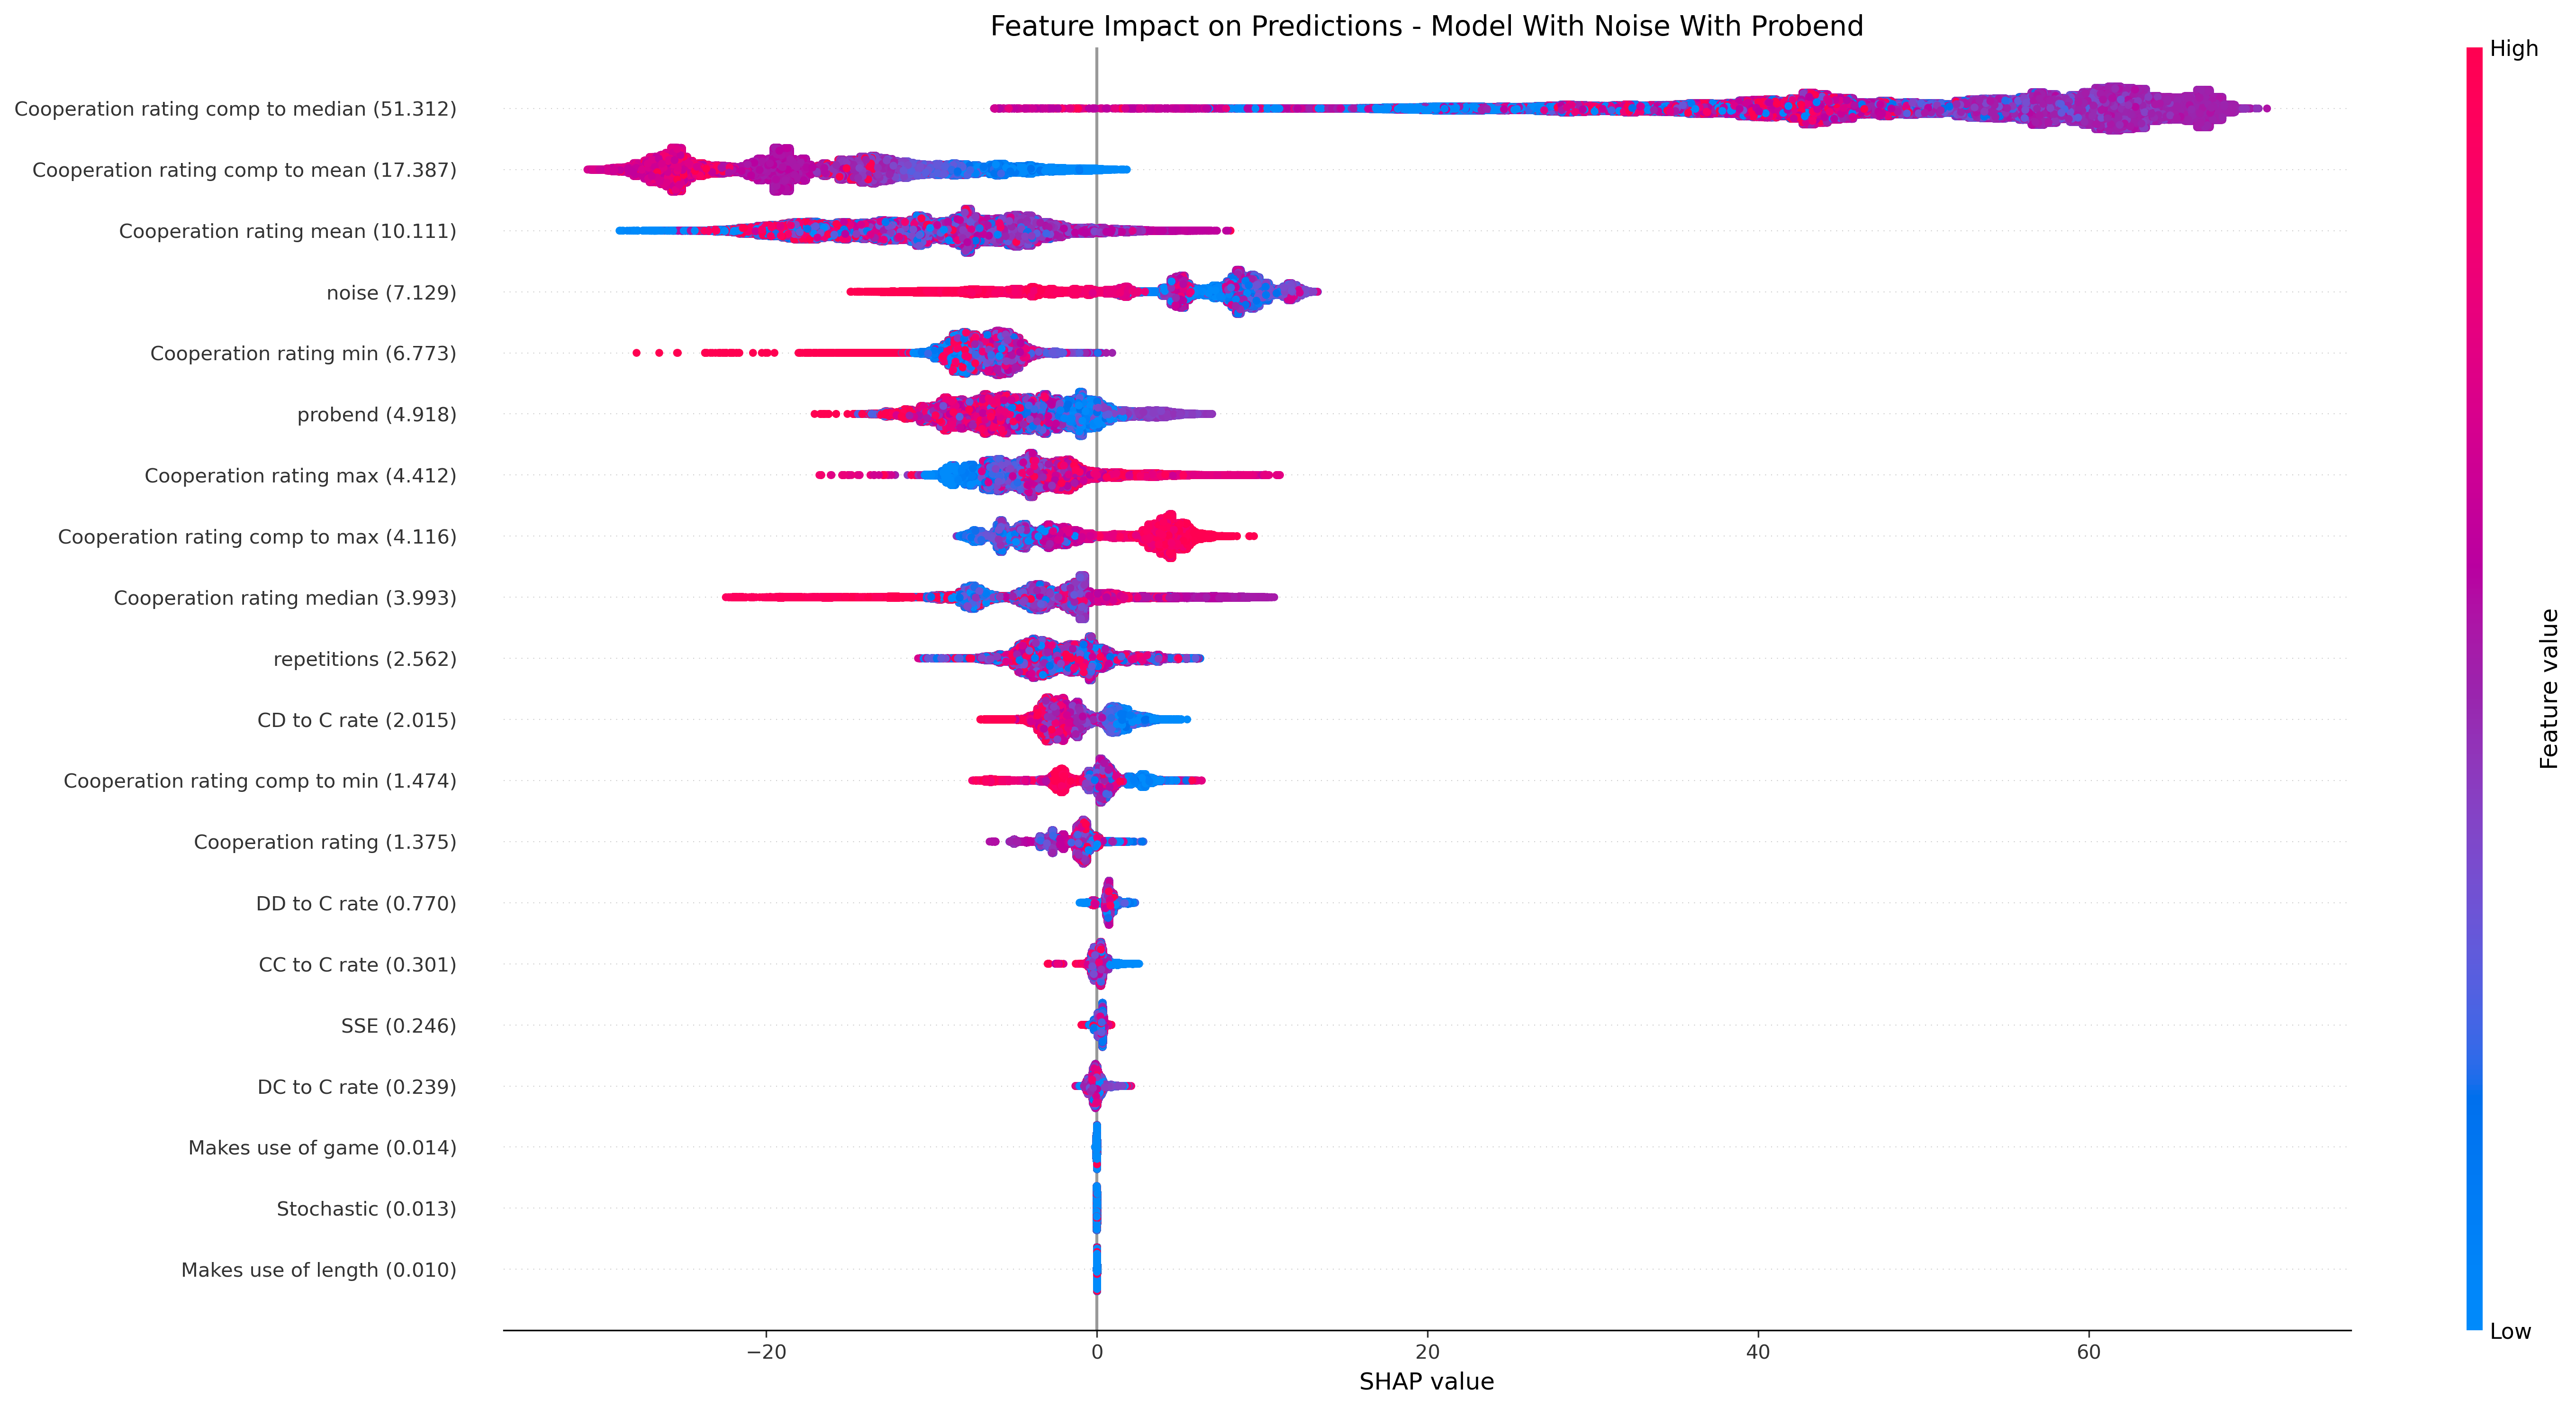 Feature Impact on Predictions - Model With Noise With Probend
High
Cooperation rating comp to median (51.312)
Cooperation rating comp to mean (17.387)
Cooperation rating mean (10.111)
noise (7.129)
Cooperation rating min (6.773)
probend (4.918)
Cooperation rating max (4.412)
Cooperation rating comp to max (4.116)
Cooperation rating median (3.993)
repetitions (2.562)
CD to C rate (2.015)
Cooperation rating comp to min (1.474)
Cooperation rating (1.375)
DD to C rate (0.770)
CC to C rate (0.301)
SSE (0.246)
DC to C rate (0.239)
Makes use of game (0.014)
Stochastic (0.013)
Makes use of length (0.010)
Feature value
Low
−20 0 20 40 60
SHAP value